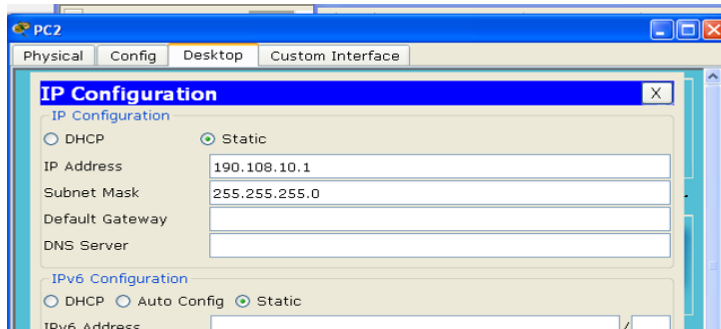 PC2
Physical Config Desktop Custom Interface
IP Configuration X
IP Configuration
DHCP Static
IP Address 190.108.10.1
Subnet Mask 255.255.255.0
Default Gateway
DNS Server
IPv6 Configuration
DHCP Auto Config Static
IPv6 Address /